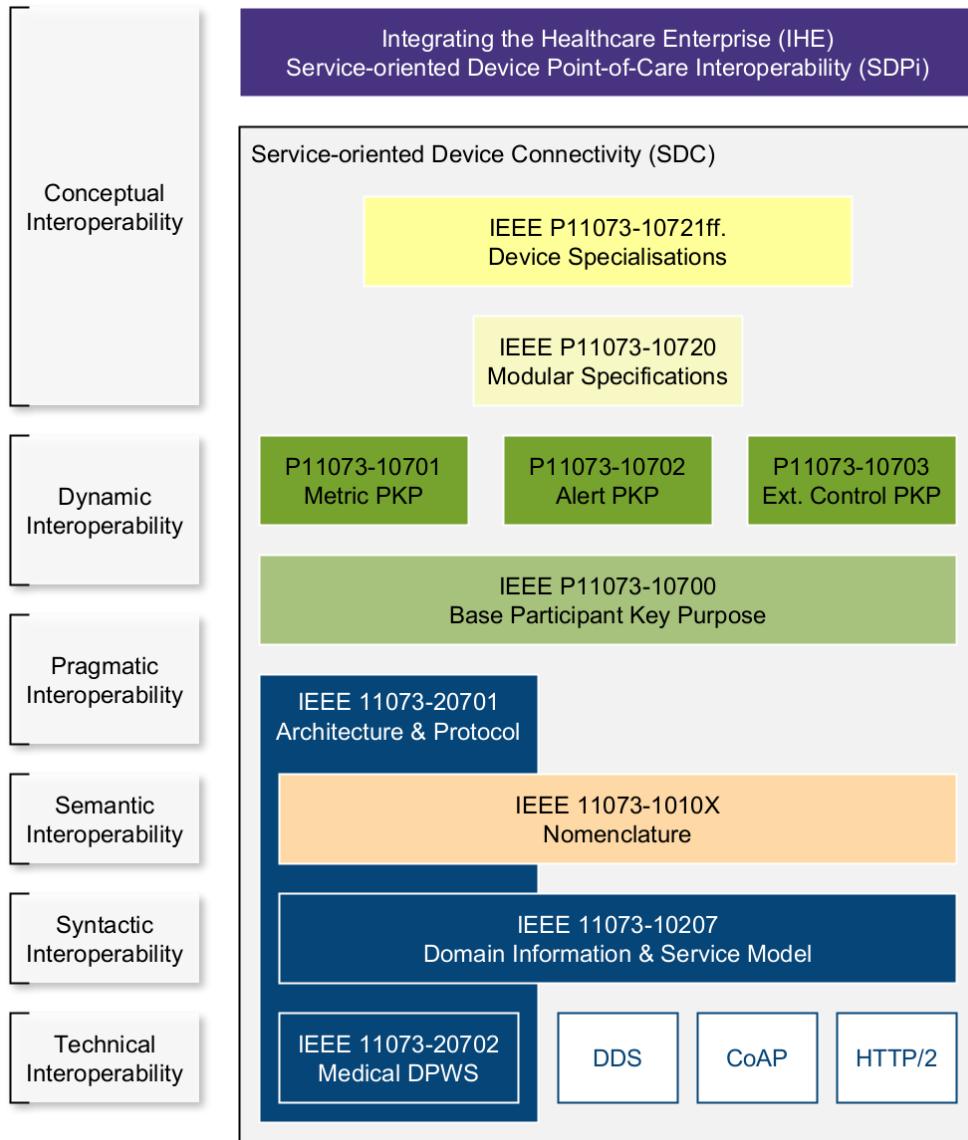 Integrating the Healthcare Enterprise (IHE)
Service-oriented Device Point-of-Care Interoperability (SDPi)
Conceptual
Interoperability
Service-oriented Device Connectivity (SDC)
IEEE P11073-10721ff.
Device Specialisations
IEEE P11073-10720
Modular Specifications
Dynamic
Interoperability
P11073-10701
Metric PKP
P11073-10702
Alert PKP
P11073-10703
Ext. Control PKP
IEEE P11073-10700
Base Participant Key Purpose
Pragmatic
Interoperability
IEEE 11073-20701
Architecture & Protocol
Semantic
Interoperability
IEEE 11073-1010X
Nomenclature
Syntactic
Interoperability
IEEE 11073-10207
Domain Information & Service Model
Technical
Interoperability
IEEE 11073-20702
Medical DPWS
DDS
CoAP
HTTP/2